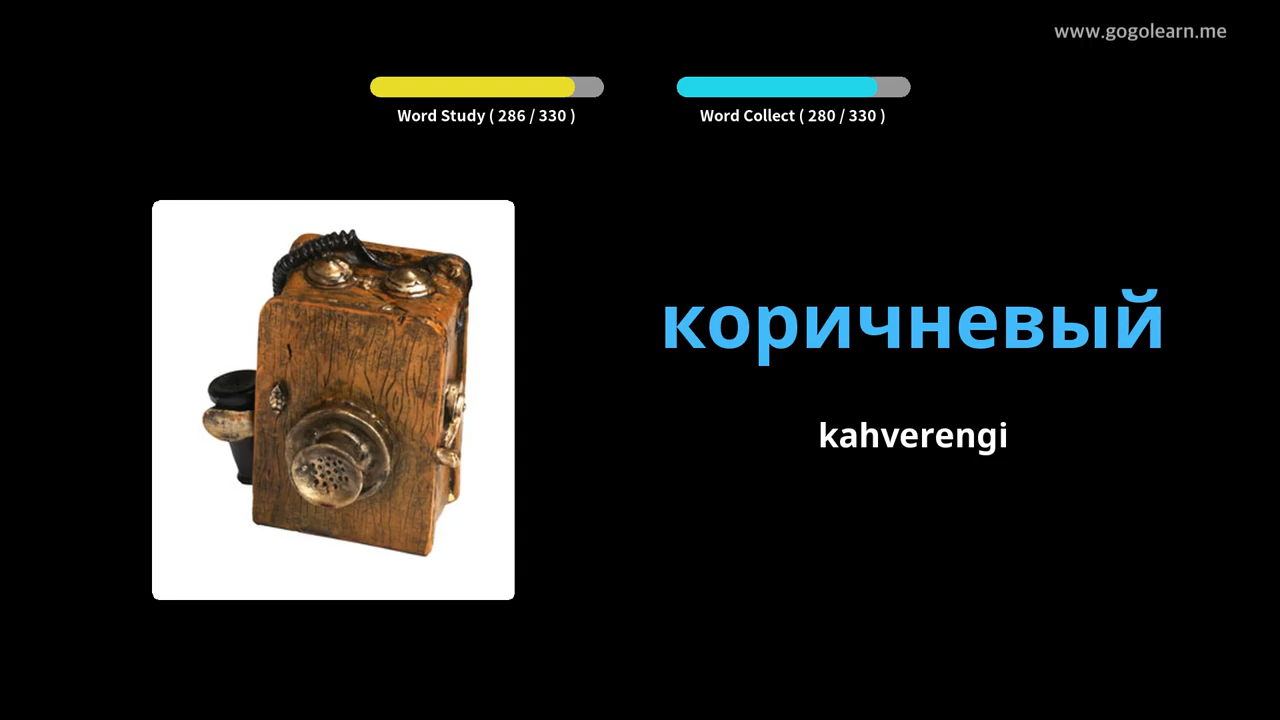 www.gogolearn.me
Word Study ( 286 / 330 )
Word Collect ( 280 / 330 )
коричневый
kahverengi